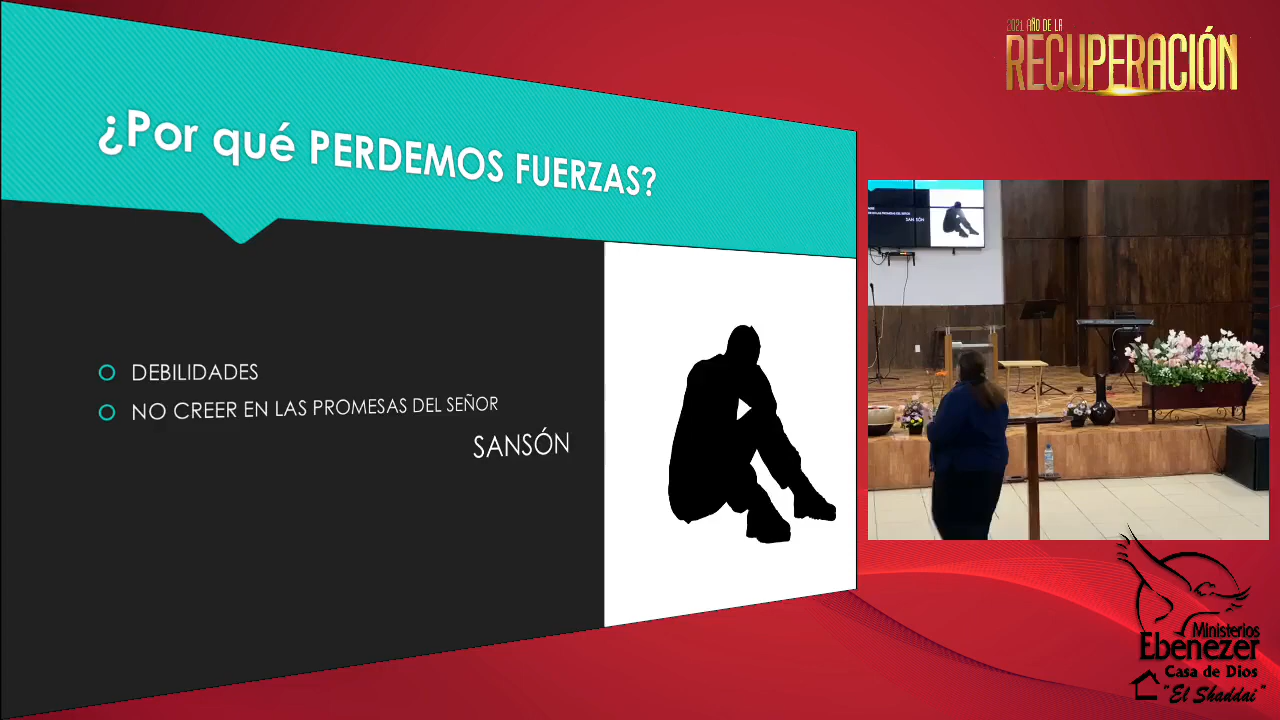 2021 AÑO DE LA
RECUPERACIÓN
¿Por qué PERDEMOS FUERZAS?
DEBILIDADES
NO CREER EN LAS PROMESAS DEL SEÑOR
SANSÓN
SANSÓN
Ministerios
Ebenezer
Casa de Dios
"El Shaddai"